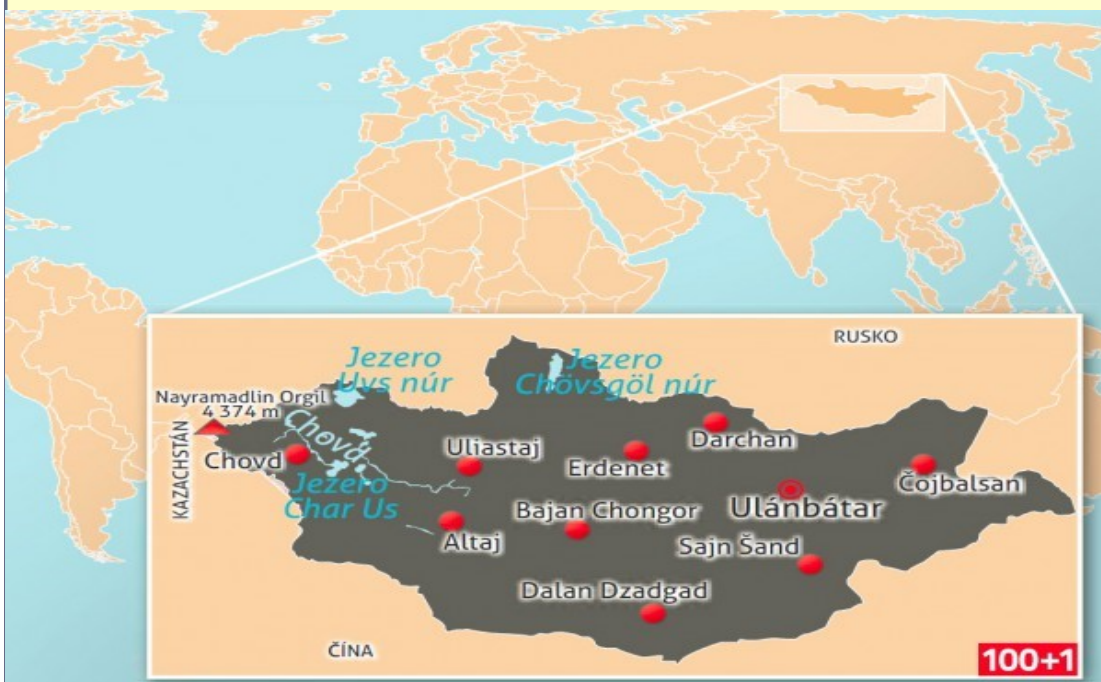 RUSKO
Jezero
Uvs núr
Jezero
Chövsgöl núr
Nayramadlin Orgil
4 374 m
KAZACHSTÁN
Chovd
Chovd
Jezero
Char Us
Uliastaj
Erdenet
Darchan
Čojbalsan
Ulánbátar
Bajan Chongor
Altaj
Sajn Šand
Dalan Dzadgad
ČÍNA
100+1